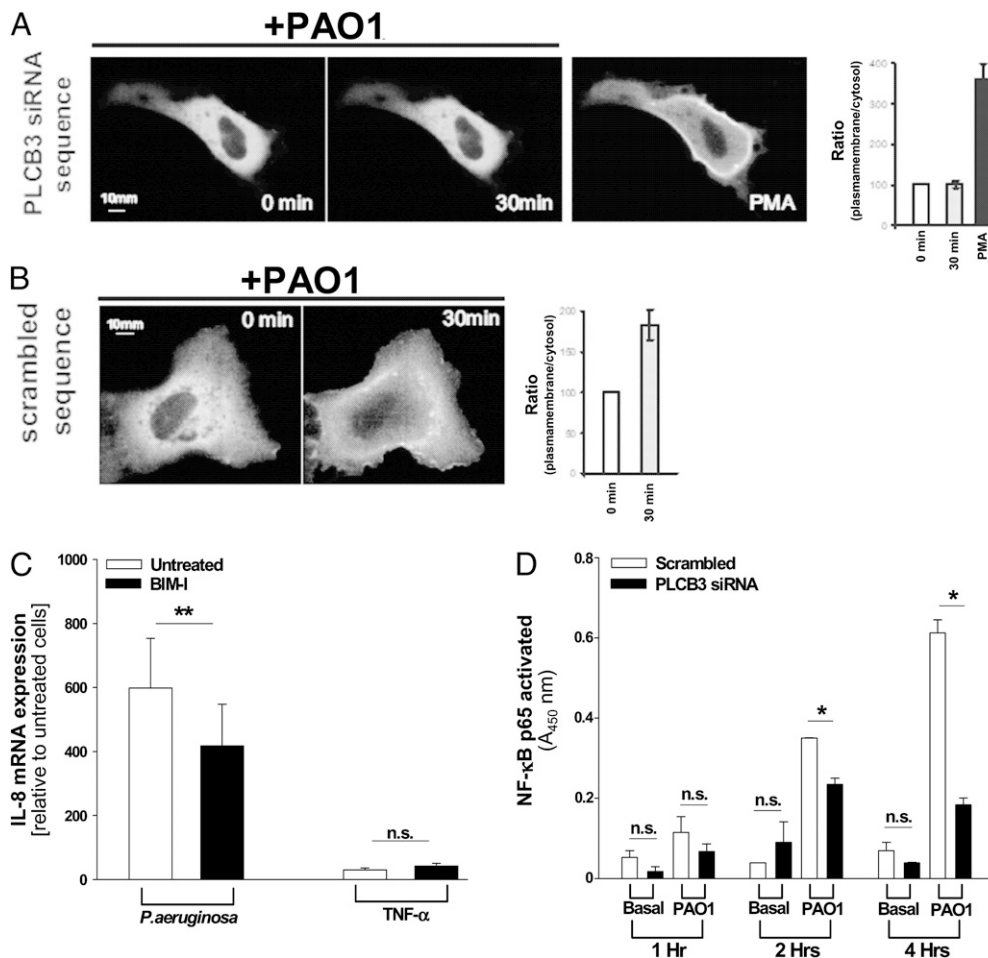 A
+PAO1
PLCB3 siRNA
sequence
10mm
0 min
30min
PMA
Ratio
(plasmamembrane/cytosol)
400
300
200
100
0
0 min
30 min
PMA
B
+PAO1
scrambled
sequence
10mm
0 min
30min
Ratio
(plasmamembrane/cytosol)
200
150
100
50
0
0 min
30 min
C
Untreated
BIM-I
IL-8 mRNA expression
[relative to untreated cells]
1000
800
600
400
200
0
**
n.s.
P.aeruginosa
TNF-α
D
Scrambled
PLCB3 siRNA
NF-κB p65 activated
(A450 nm)
0.8
0.6
0.4
0.2
0
n.s.
n.s.
n.s.
*
n.s.
*
Basal PAO1 Basal PAO1 Basal PAO1
1 Hr 2 Hrs 4 Hrs